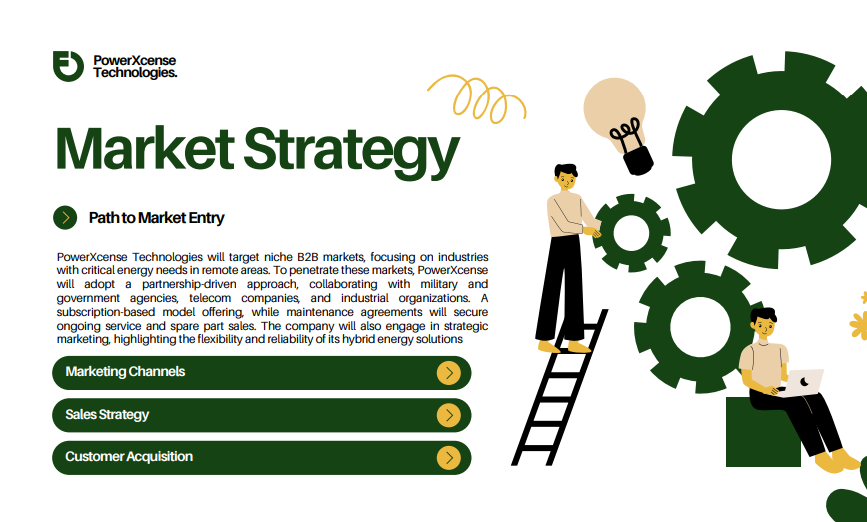 PowerXcense
Technologies.
Market Strategy
Path to Market Entry
PowerXcense Technologies will target niche B2B markets, focusing on industries
with critical energy needs in remote areas. To penetrate these markets, PowerXcense
will adopt a partnership-driven approach, collaborating with military and
government agencies, telecom companies, and industrial organizations. A
subscription-based model offering, while maintenance agreements will secure
ongoing service and spare part sales. The company will also engage in strategic
marketing, highlighting the flexibility and reliability of its hybrid energy solutions
Marketing Channels
Sales Strategy
Customer Acquisition